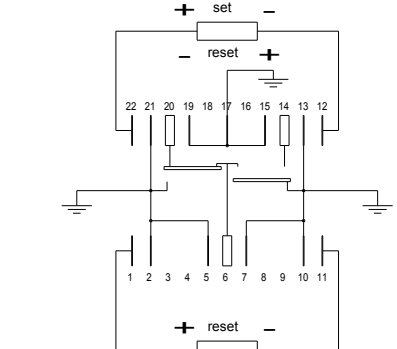 + set -
- reset +
22 21 20 19 18 17 16 15 14 13 12
1 2 3 4 5 6 7 8 9 10 11
+ reset -